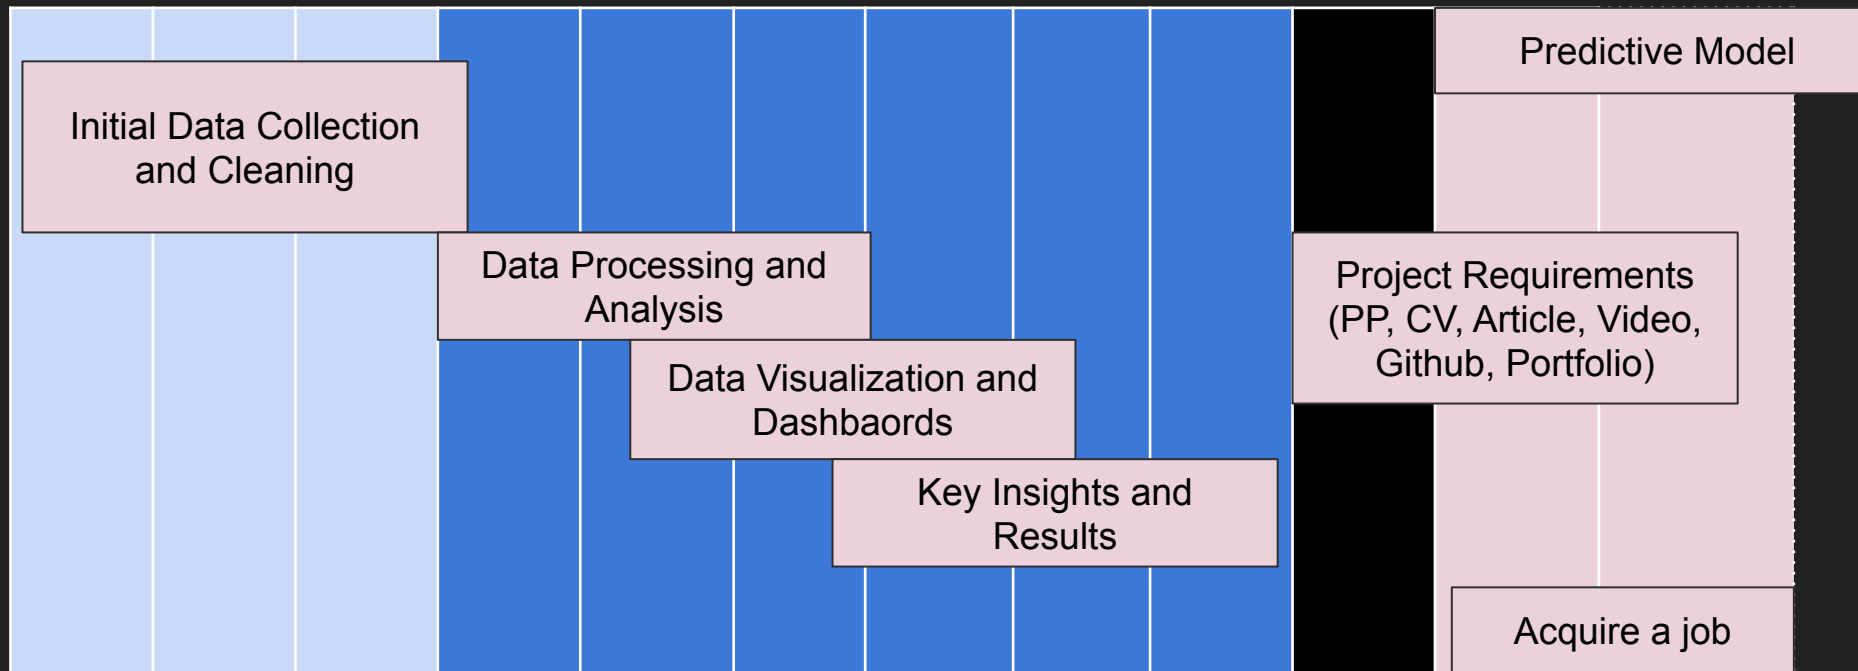 Predictive Model
Initial Data Collection
and Cleaning
Data Processing and
Analysis
Project Requirements
(PP, CV, Article, Video,
Github, Portfolio)
Data Visualization and
Dashbaords
Key Insights and
Results
Acquire a job